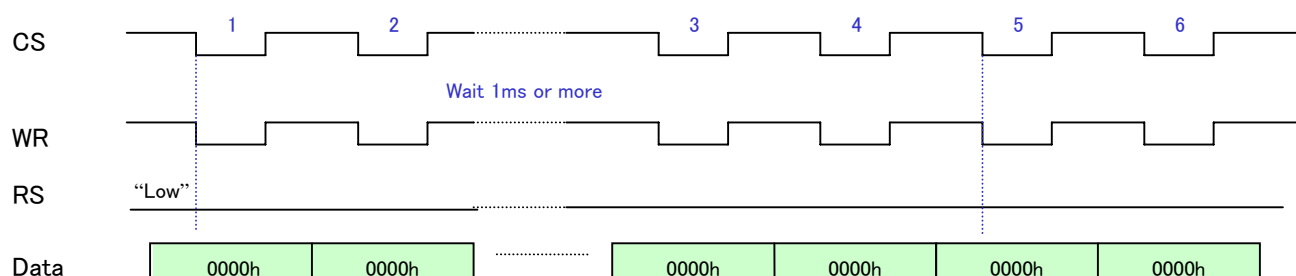 CS 1 2 3 4 5 6
Wait 1ms or more
WR
RS “Low”
Data 0000h 0000h 0000h 0000h 0000h 0000h